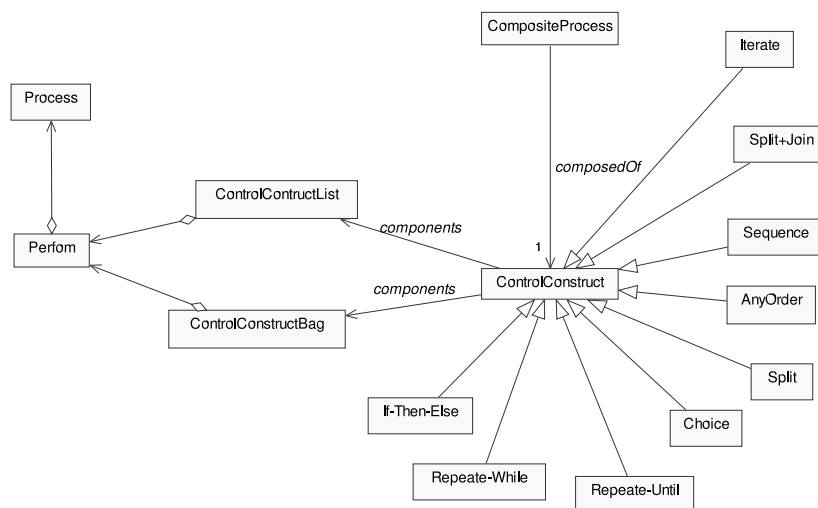 CompositeProcess
Iterate
Process
Split+Join
composedOf
ControlContructList
components
Sequence
Perfom
1
ControlConstruct
components
AnyOrder
ControlConstructBag
Split
If-Then-Else
Choice
Repeate-While
Repeate-Until